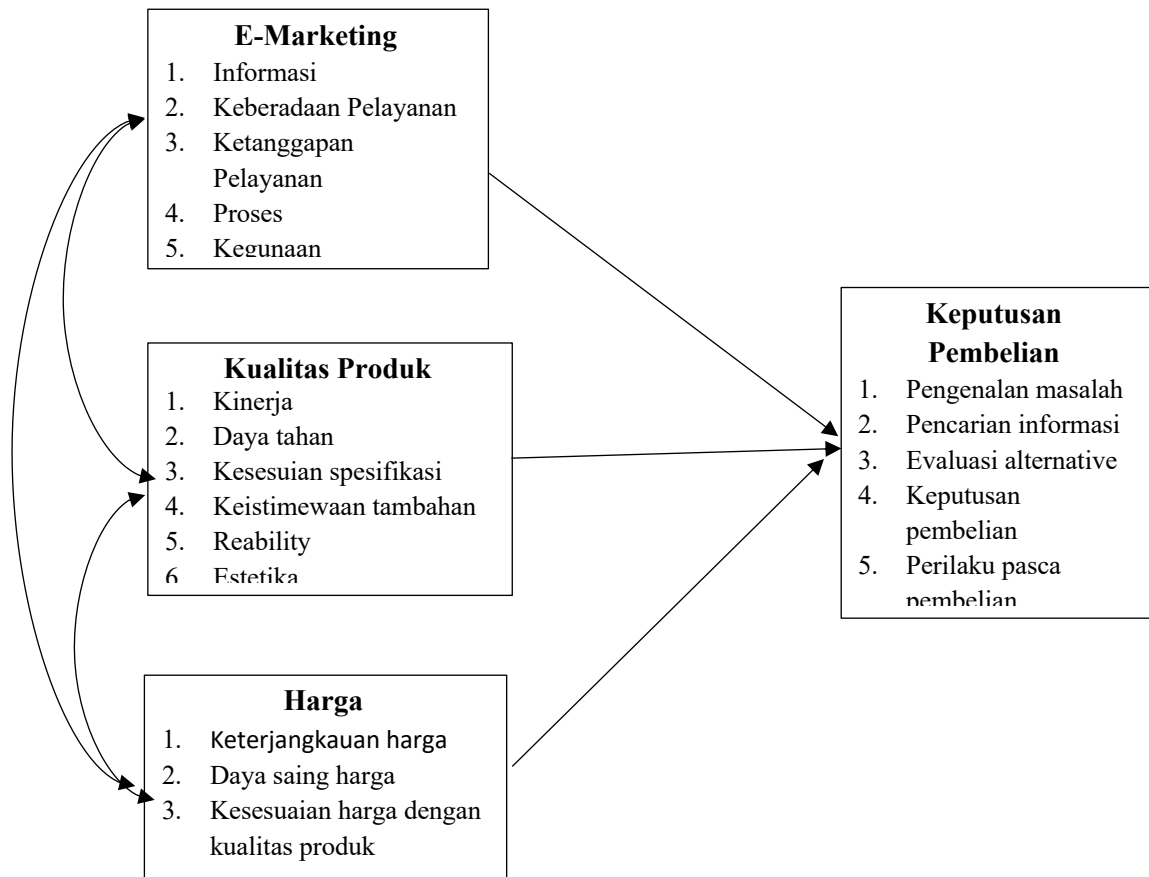 E-Marketing
1. Informasi
2. Keberadaan Pelayanan
3. Ketanggapan
Pelayanan
4. Proses
5. Kegunaan
Kualitas Produk
1. Kinerja
2. Daya tahan
3. Kesesuian spesifikasi
4. Keistimewaan tambahan
5. Reability
6. Estetika
Harga
1. Keterjangkauan harga
2. Daya saing harga
3. Kesesuaian harga dengan
kualitas produk
Keputusan
Pembelian
1. Pengenalan masalah
2. Pencarian informasi
3. Evaluasi alternative
4. Keputusan
pembelian
5. Perilaku pasca
pembelian